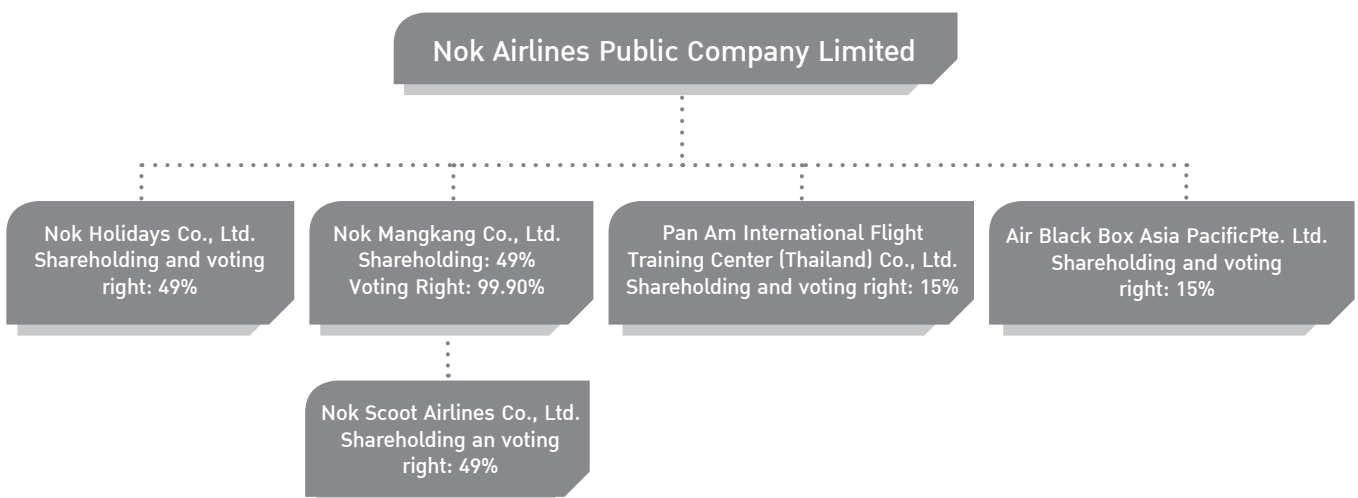 Nok Airlines Public Company Limited
Nok Holidays Co., Ltd.
Shareholding and voting
right: 49%
Nok Mangkang Co., Ltd.
Shareholding: 49%
Voting Right: 99.90%
Pan Am International Flight
Training Center (Thailand) Co., Ltd.
Shareholding and voting right: 15%
Air Black Box Asia PacificPte. Ltd.
Shareholding and voting
right: 15%
Nok Scoot Airlines Co., Ltd.
Shareholding an voting
right: 49%